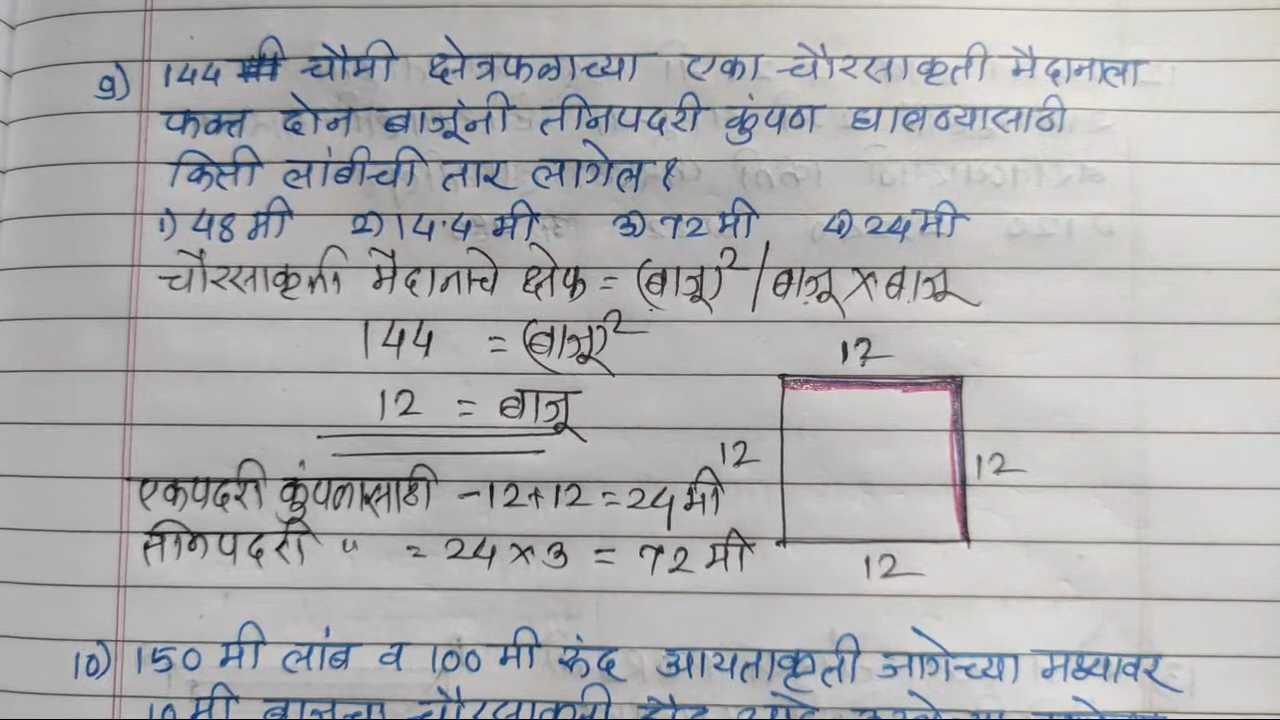 9) 144 चौमी क्षेत्रफळाच्या एका चौरसाकृती मैदानाला
फक्त दोन बाजूंनी तीनपदरी कुंपण घालण्यासाठी
किती लांबीची तार लागेल ?
1) 48 मी 2) 14.4 मी 3) 72 मी 4) 24 मी
चौरसाकृती मैदानाचे क्षेफ = (बाजू)² / बाजू × बाजू
144 = (बाजू)²
12 = बाजू
12
12
12
12
एकपदरी कुंपणासाठी - 12 + 12 = 24 मी
तीनपदरी " = 24 × 3 = 72 मी
10) 150 मी लांब व 100 मी रुंद आयताकृती जागेच्या मध्यावर
10 मी बाजूचा चौरसाकृती